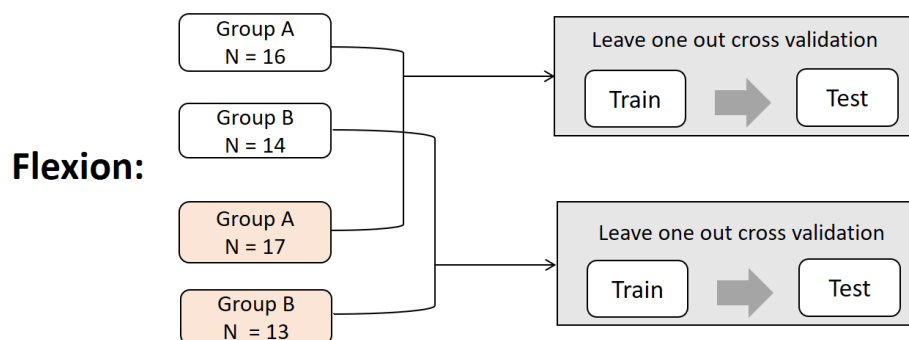 Group A
N = 16
Group B
N = 14
Flexion:
Group A
N = 17
Group B
N = 13
Leave one out cross validation
Train
Test
Leave one out cross validation
Train
Test